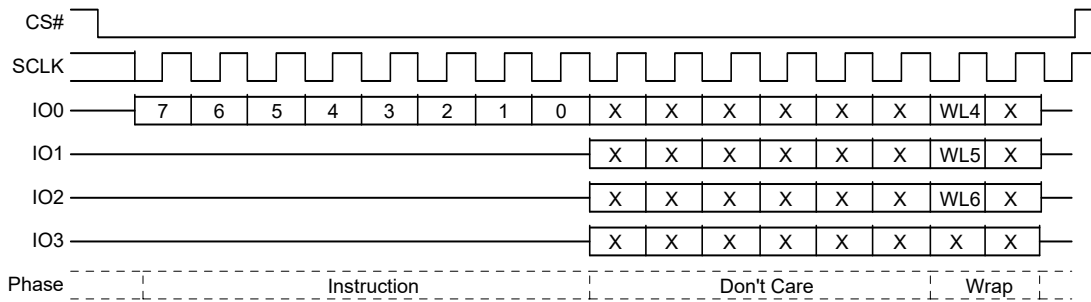 CS#
SCLK
IO0 7 6 5 4 3 2 1 0 X X X X X X WL4 X
IO1 X X X X X X WL5 X
IO2 X X X X X X WL6 X
IO3 X X X X X X X X
Phase Instruction Don't Care Wrap